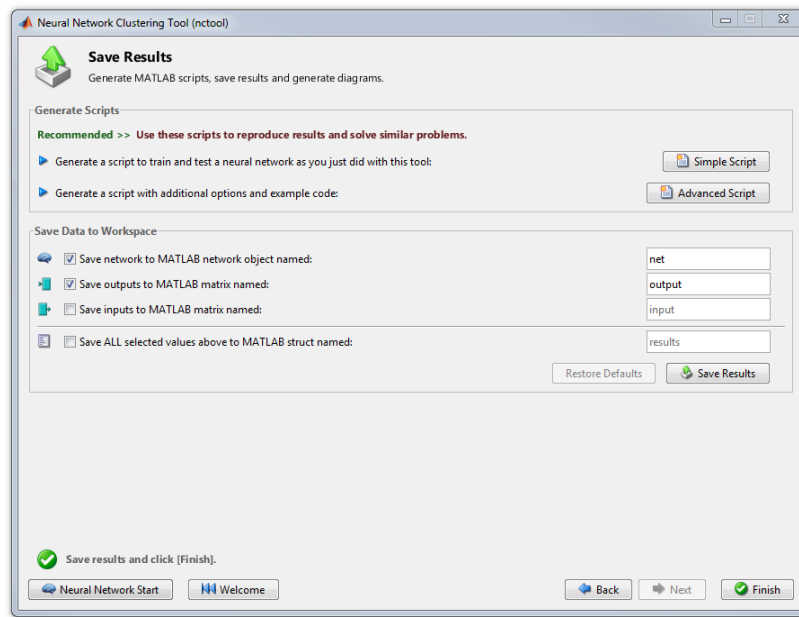 Neural Network Clustering Tool (nctool)
Save Results
Generate MATLAB scripts, save results and generate diagrams.
Generate Scripts
Recommended >> Use these scripts to reproduce results and solve similar problems.
Generate a script to train and test a neural network as you just did with this tool: Simple Script
Generate a script with additional options and example code: Advanced Script
Save Data to Workspace
Save network to MATLAB network object named: net
Save outputs to MATLAB matrix named: output
Save inputs to MATLAB matrix named: input
Save ALL selected values above to MATLAB struct named: results
Restore Defaults Save Results
Save results and click [Finish].
Neural Network Start Welcome Back Next Finish